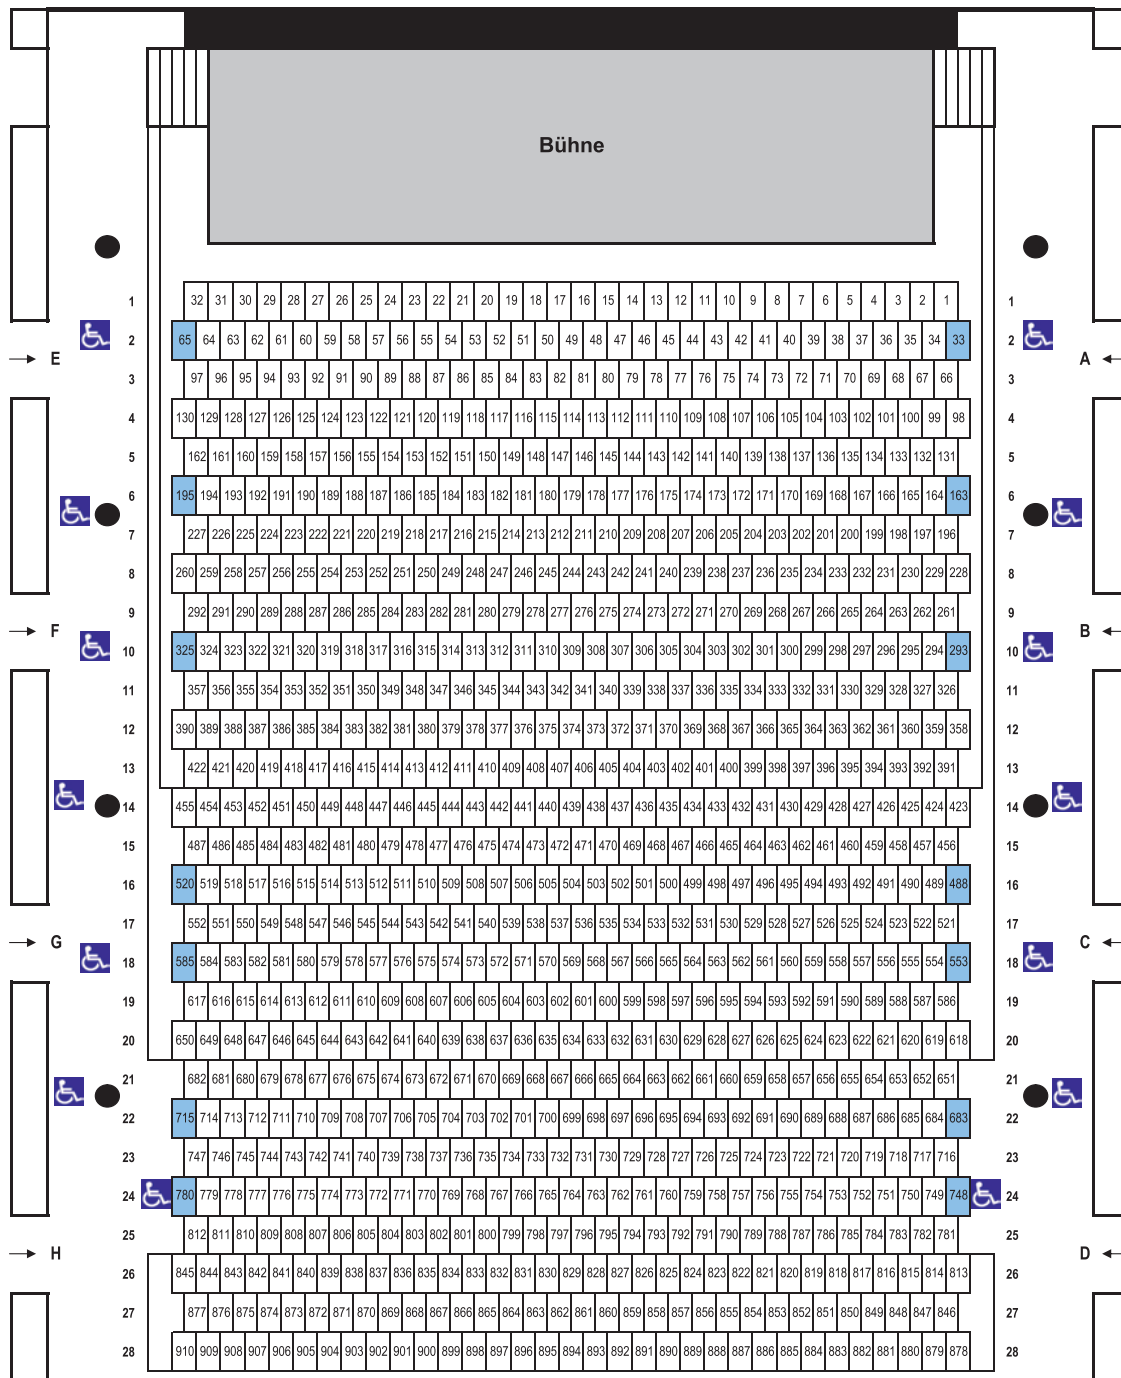 Bühne
1 32 31 30 29 28 27 26 25 24 23 22 21 20 19 18 17 16 15 14 13 12 11 10 9 8 7 6 5 4 3 2 1 1
2 65 64 63 62 61 60 59 58 57 56 55 54 53 52 51 50 49 48 47 46 45 44 43 42 41 40 39 38 37 36 35 34 33 2
E A
3 97 96 95 94 93 92 91 90 89 88 87 86 85 84 83 82 81 80 79 78 77 76 75 74 73 72 71 70 69 68 67 66 3
4 130 129 128 127 126 125 124 123 122 121 120 119 118 117 116 115 114 113 112 111 110 109 108 107 106 105 104 103 102 101 100 99 98 4
5 162 161 160 159 158 157 156 155 154 153 152 151 150 149 148 147 146 145 144 143 142 141 140 139 138 137 136 135 134 133 132 131 5
6 195 194 193 192 191 190 189 188 187 186 185 184 183 182 181 180 179 178 177 176 175 174 173 172 171 170 169 168 167 166 165 164 163 6
7 227 226 225 224 223 222 221 220 219 218 217 216 215 214 213 212 211 210 209 208 207 206 205 204 203 202 201 200 199 198 197 196 7
8 260 259 258 257 256 255 254 253 252 251 250 249 248 247 246 245 244 243 242 241 240 239 238 237 236 235 234 233 232 231 230 229 228 8
9 292 291 290 289 288 287 286 285 284 283 282 281 280 279 278 277 276 275 274 273 272 271 270 269 268 267 266 265 264 263 262 261 9
F B
10 325 324 323 322 321 320 319 318 317 316 315 314 313 312 311 310 309 308 307 306 305 304 303 302 301 300 299 298 297 296 295 294 293 10
11 357 356 355 354 353 352 351 350 349 348 347 346 345 344 343 342 341 340 339 338 337 336 335 334 333 332 331 330 329 328 327 326 11
12 390 389 388 387 386 385 384 383 382 381 380 379 378 377 376 375 374 373 372 371 370 369 368 367 366 365 364 363 362 361 360 359 358 12
13 422 421 420 419 418 417 416 415 414 413 412 411 410 409 408 407 406 405 404 403 402 401 400 399 398 397 396 395 394 393 392 391 13
14 455 454 453 452 451 450 449 448 447 446 445 444 443 442 441 440 439 438 437 436 435 434 433 432 431 430 429 428 427 426 425 424 423 14
15 487 486 485 484 483 482 481 480 479 478 477 476 475 474 473 472 471 470 469 468 467 466 465 464 463 462 461 460 459 458 457 456 15
16 520 519 518 517 516 515 514 513 512 511 510 509 508 507 506 505 504 503 502 501 500 499 498 497 496 495 494 493 492 491 490 489 488 16
17 552 551 550 549 548 547 546 545 544 543 542 541 540 539 538 537 536 535 534 533 532 531 530 529 528 527 526 525 524 523 522 521 17
G C
18 585 584 583 582 581 580 579 578 577 576 575 574 573 572 571 570 569 568 567 566 565 564 563 562 561 560 559 558 557 556 555 554 553 18
19 617 616 615 614 613 612 611 610 609 608 607 606 605 604 603 602 601 600 599 598 597 596 595 594 593 592 591 590 589 588 587 586 19
20 650 649 648 647 646 645 644 643 642 641 640 639 638 637 636 635 634 633 632 631 630 629 628 627 626 625 624 623 622 621 620 619 618 20
21 682 681 680 679 678 677 676 675 674 673 672 671 670 669 668 667 666 665 664 663 662 661 660 659 658 657 656 655 654 653 652 651 21
22 715 714 713 712 711 710 709 708 707 706 705 704 703 702 701 700 699 698 697 696 695 694 693 692 691 690 689 688 687 686 685 684 683 22
23 747 746 745 744 743 742 741 740 739 738 737 736 735 734 733 732 731 730 729 728 727 726 725 724 723 722 721 720 719 718 717 716 23
24 780 779 778 777 776 775 774 773 772 771 770 769 768 767 766 765 764 763 762 761 760 759 758 757 756 755 754 753 752 751 750 749 748 24
25 812 811 810 809 808 807 806 805 804 803 802 801 800 799 798 797 796 795 794 793 792 791 790 789 788 787 786 785 784 783 782 781 25
H D
26 845 844 843 842 841 840 839 838 837 836 835 834 833 832 831 830 829 828 827 826 825 824 823 822 821 820 819 818 817 816 815 814 813 26
27 877 876 875 874 873 872 871 870 869 868 867 866 865 864 863 862 861 860 859 858 857 856 855 854 853 852 851 850 849 848 847 846 27
28 910 909 908 907 906 905 904 903 902 901 900 899 898 897 896 895 894 893 892 891 890 889 888 887 886 885 884 883 882 881 880 879 878 28